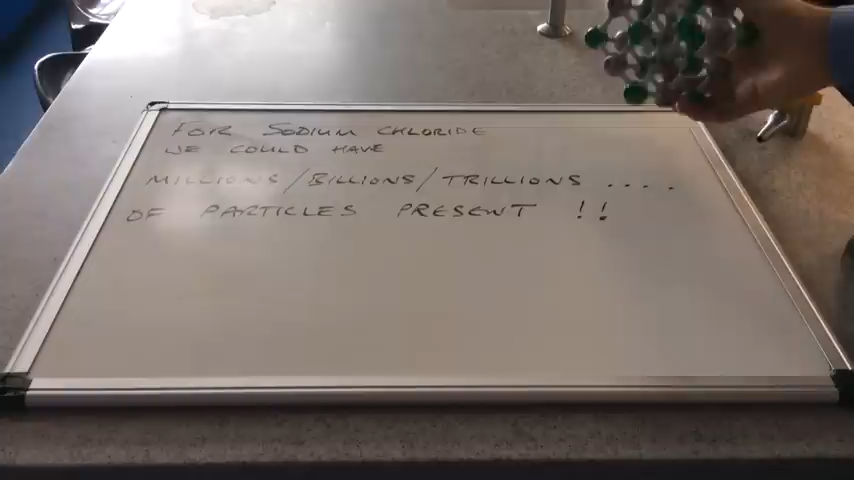 FOR SODIUM CHLORIDE
WE COULD HAVE
MILLIONS/BILLIONS/TRILLIONS ....
OF PARTICLES PRESENT !!